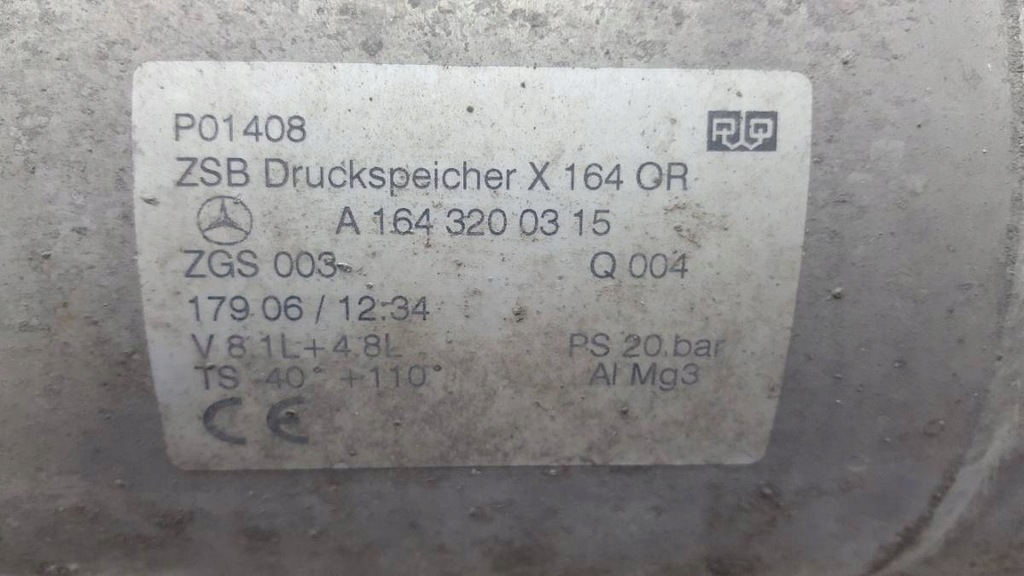 P01408
ZSB Druckspeicher X 164 OR
A 164 320 03 15
ZGS 003 Q 004
179 06 / 12:34
V 8.1L+4.8L PS 20 bar
TS -40° +110° Al Mg3
CE